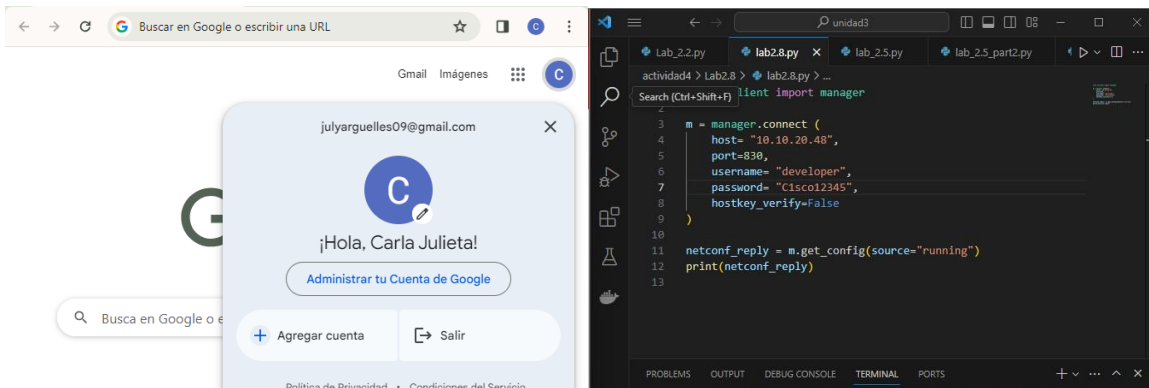 Buscar en Google o escribir una URL
C
Gmail Imágenes
C
julyarguelles09@gmail.com
G
C
¡Hola, Carla Julieta!
Administrar tu Cuenta de Google
Busca en Google o e
Agregar cuenta
Salir
Política de Privacidad • Condiciones del Servicio
unidad3
Lab_2.2.py lab2.8.py lab_2.5.py lab_2.5_part2.py
actividad4 > Lab2.8 > lab2.8.py > ...
Search (Ctrl+Shift+F)
lient import manager
2
3 m = manager.connect (
4 host= "10.10.20.48",
5 port=830,
6 username= "developer",
7 password= "C1sco12345",
8 hostkey_verify=False
9 )
10
11 netconf_reply = m.get_config(source="running")
12 print(netconf_reply)
13
PROBLEMS OUTPUT DEBUG CONSOLE TERMINAL PORTS